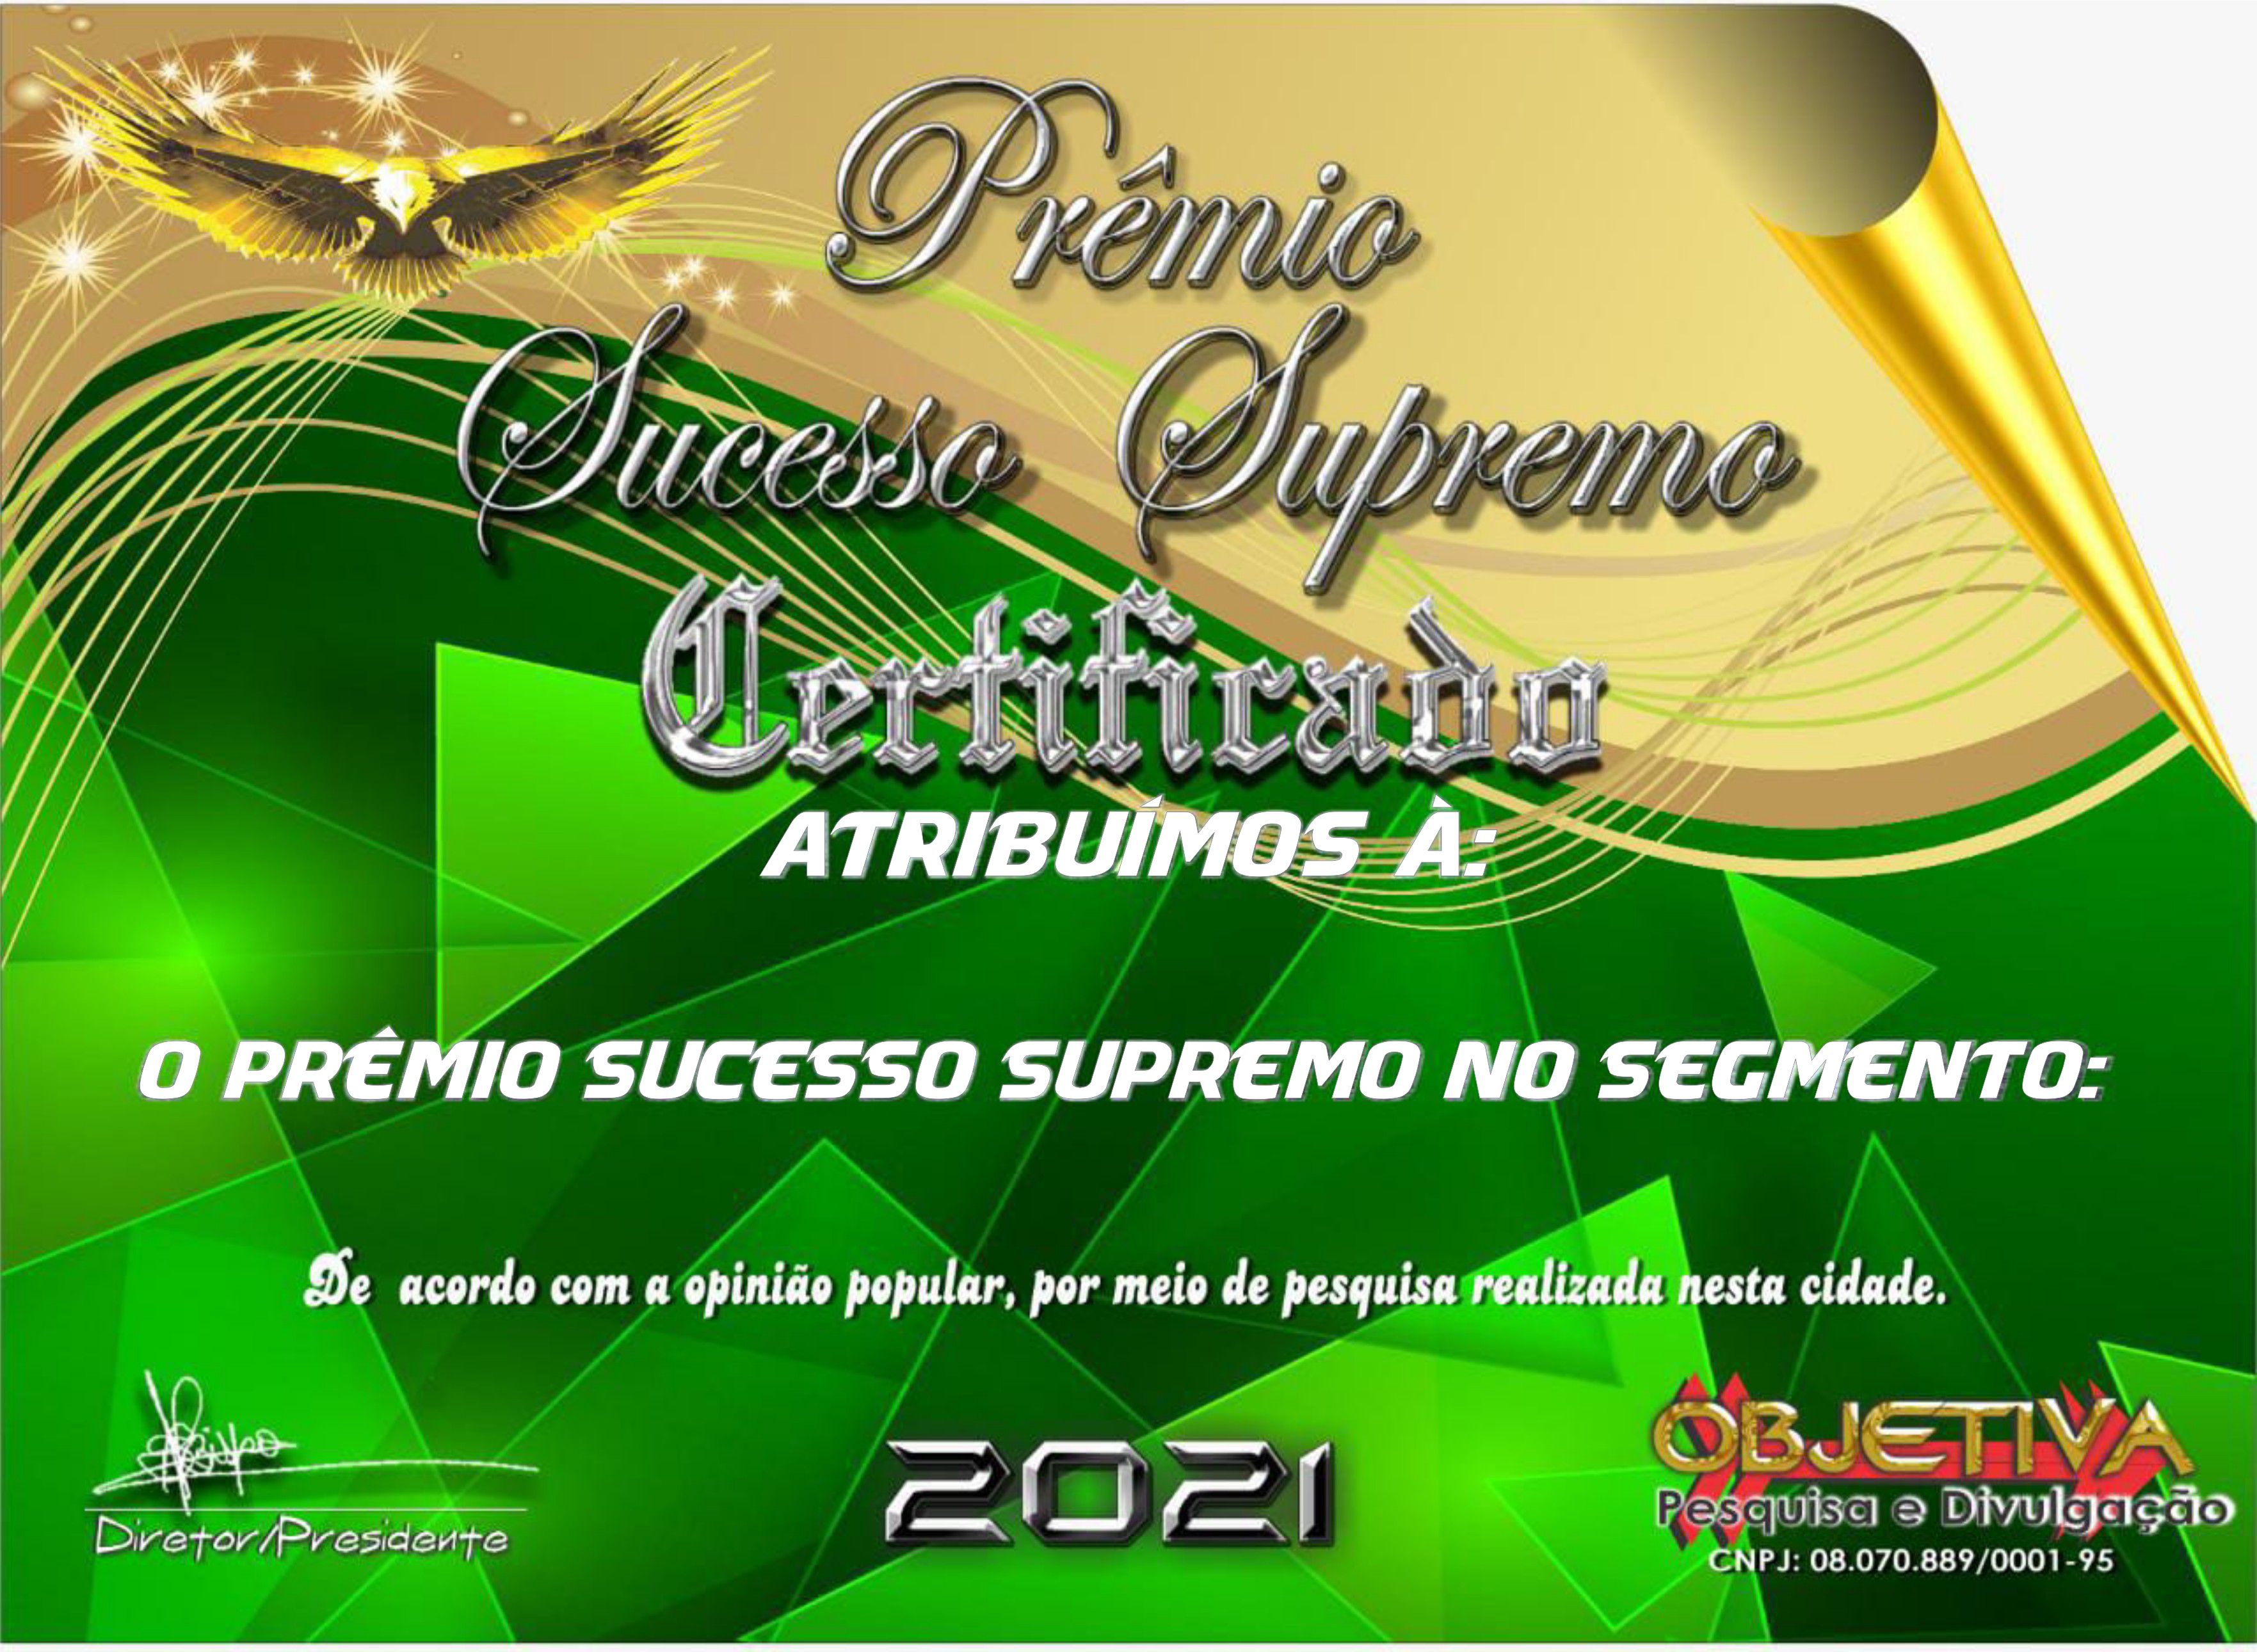 Prêmio
Sucesso Supremo
Certificado
ATRIBUÍMOS À:
O PRÊMIO SUCESSO SUPREMO NO SEGMENTO:
De acordo com a opinião popular, por meio de pesquisa realizada nesta cidade.
Diretor/Presidente
2021
OBJETIVA
Pesquisa e Divulgação
CNPJ: 08.070.889/0001-95